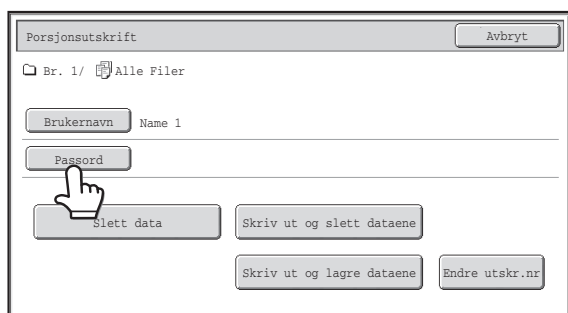 Porsjonsutskrift
Avbryt
Br. 1/ Alle Filer
Brukernavn Name 1
Passord
Slett data Skriv ut og slett dataene
Skriv ut og lagre dataene Endre utskr.nr